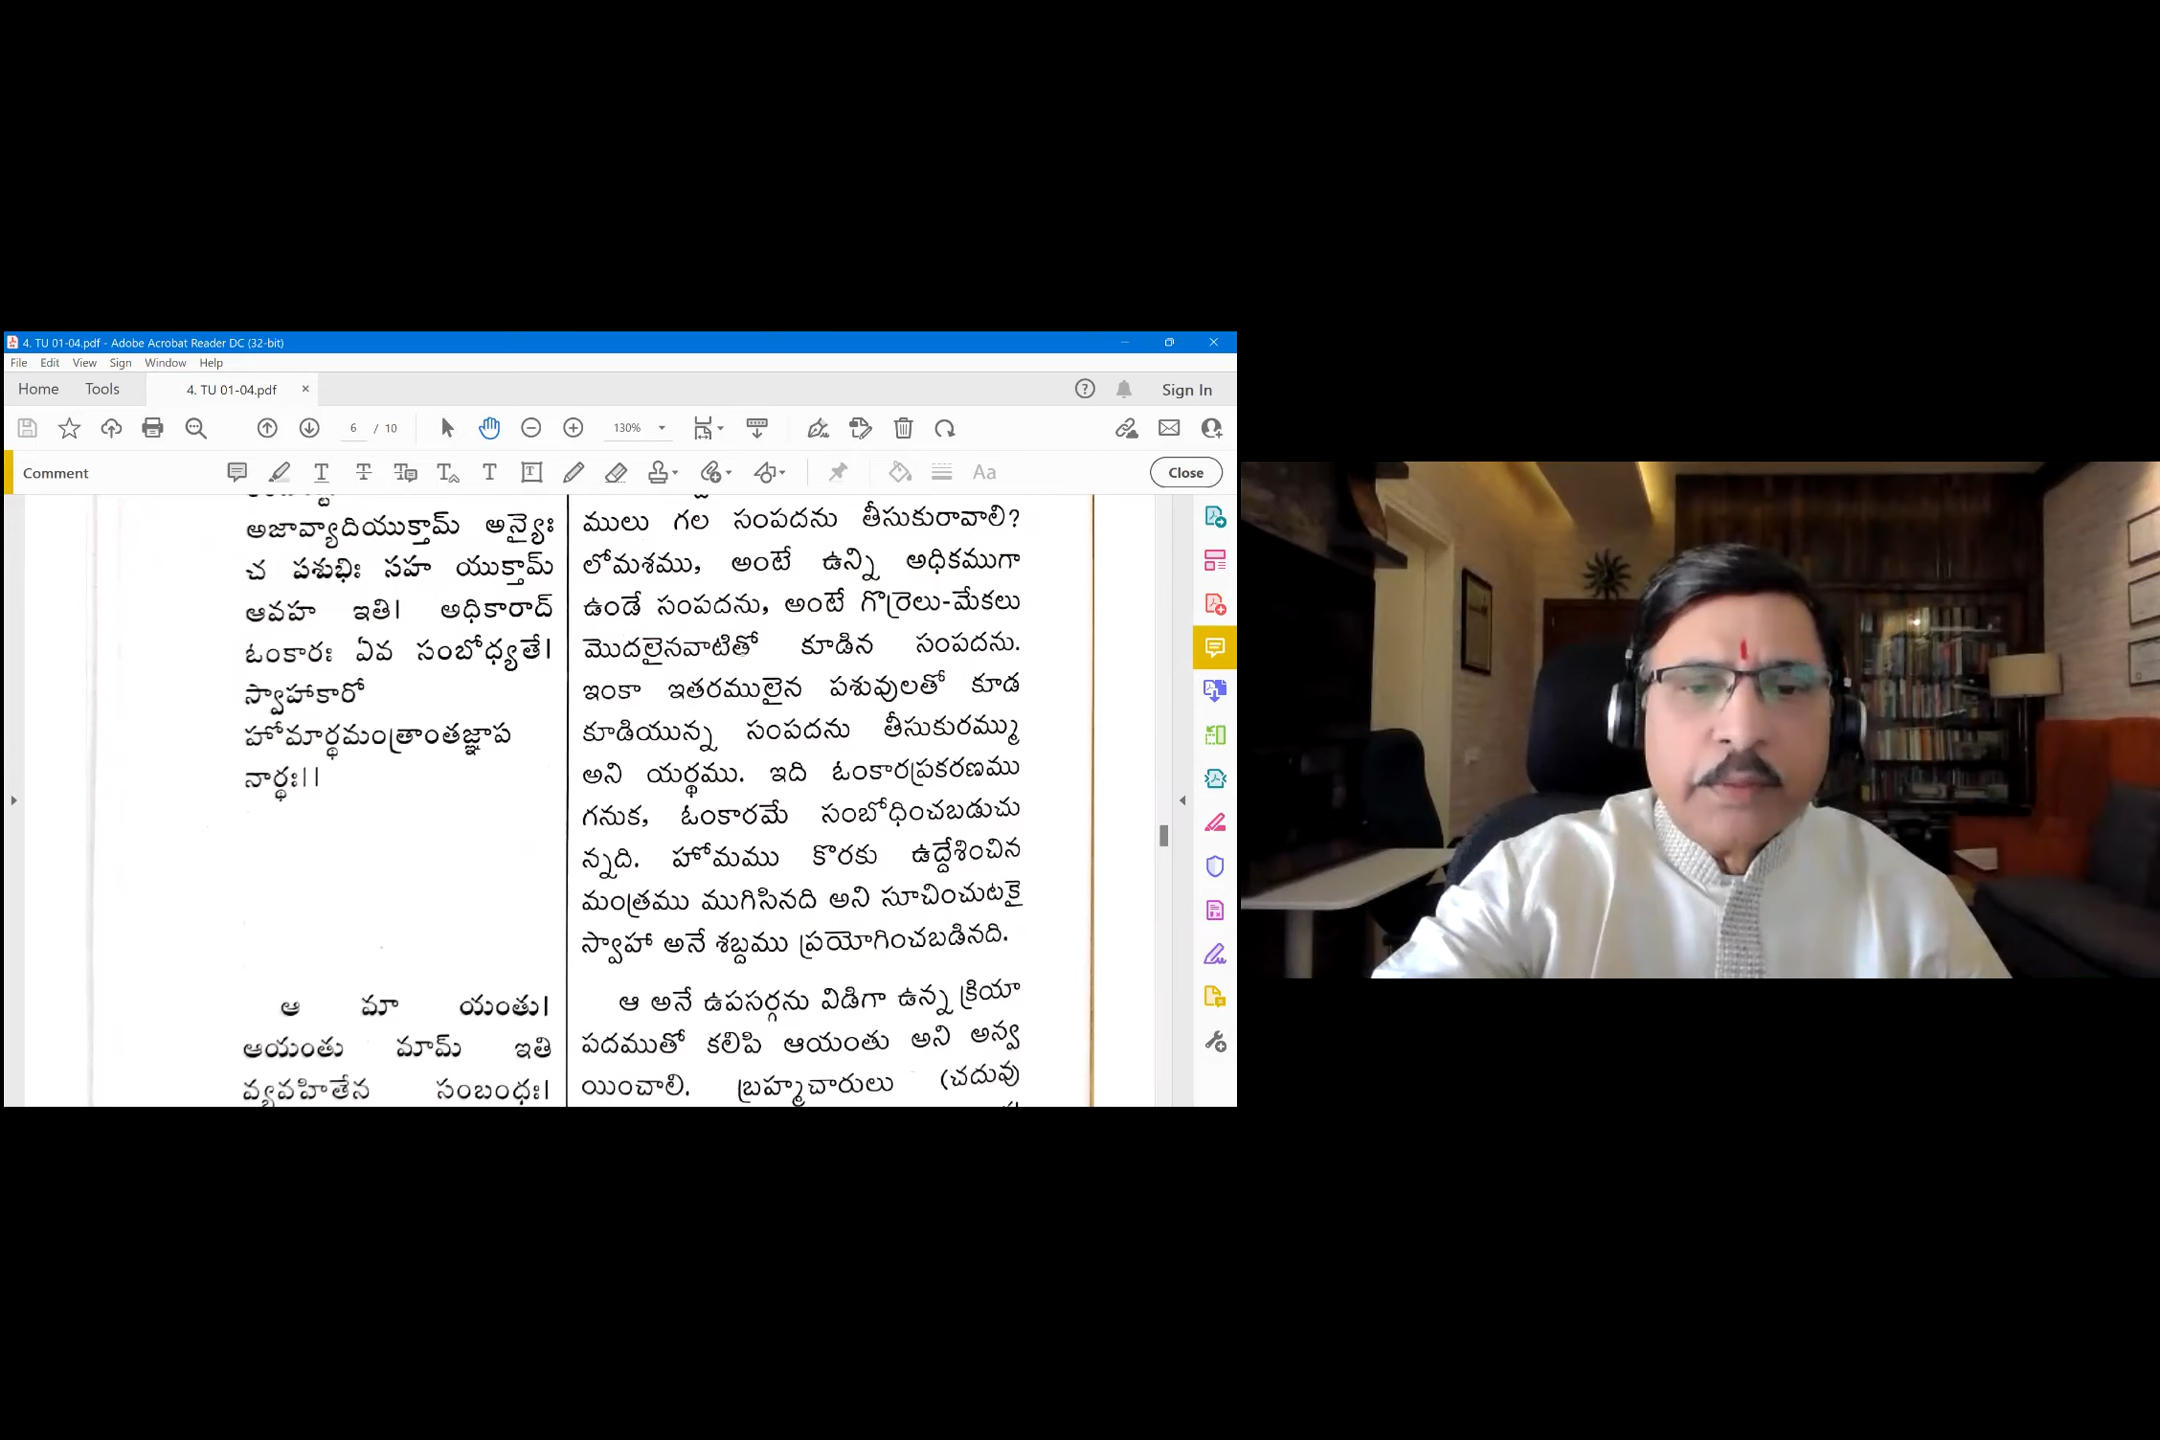 4. TU 01-04.pdf - Adobe Acrobat Reader DC (32-bit)
File Edit View Sign Window Help
Home Tools 4. TU 01-04.pdf × Sign In
6 / 10 130%
Comment Close
అజావ్యాదియుక్తామ్ అన్యైః
చ పశుభిః సహ యుక్తామ్
ఆవహ ఇతి। అధికారాద్
ఓంకారః ఏవ సంబోధ్యతే।
స్వాహాకారో
హోమార్థమంత్రాంతజ్ఞాప
నార్థః।।
ఆ మా యంతు।
ఆయంతు మామ్ ఇతి
వ్యవహితేన సంబంధః।
ములు గల సంపదను తీసుకురావాలి?
లోమశము, అంటే ఉన్ని అధికముగా
ఉండే సంపదను, అంటే గొర్రెలు-మేకలు
మొదలైనవాటితో కూడిన సంపదను.
ఇంకా ఇతరములైన పశువులతో కూడ
కూడియున్న సంపదను తీసుకురమ్ము
అని యర్థము. ఇది ఓంకారప్రకరణము
గనుక, ఓంకారమే సంబోధించబడుచు
న్నది. హోమము కొరకు ఉద్దేశించిన
మంత్రము ముగిసినది అని సూచించుటకై
స్వాహా అనే శబ్దము ప్రయోగించబడినది.
ఆ అనే ఉపసర్గను విడిగా ఉన్న క్రియా
పదముతో కలిపి ఆయంతు అని అన్వ
యించాలి. బ్రహ్మచారులు (చదువు